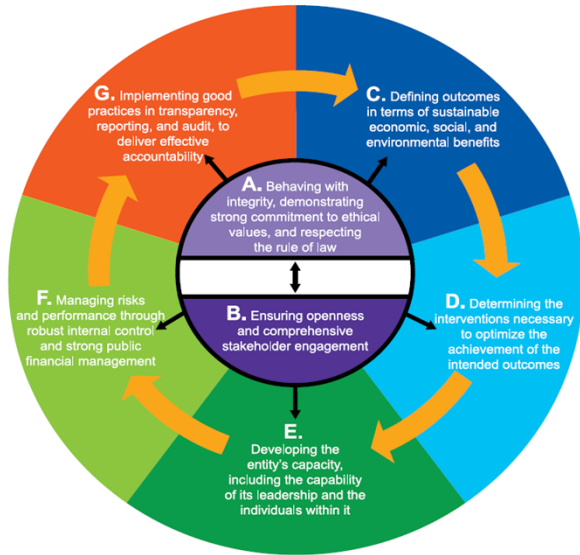 A. Behaving with
integrity, demonstrating
strong commitment to ethical
values, and respecting
the rule of law
B. Ensuring openness
and comprehensive
stakeholder engagement
C. Defining outcomes
in terms of sustainable
economic, social, and
environmental benefits
D. Determining the
interventions necessary
to optimize the
achievement of the
intended outcomes
E.
Developing the
entity's capacity,
including the capability
of its leadership and the
individuals within it
F. Managing risks
and performance through
robust internal control
and strong public
financial management
G. Implementing good
practices in transparency,
reporting, and audit, to
deliver effective
accountability